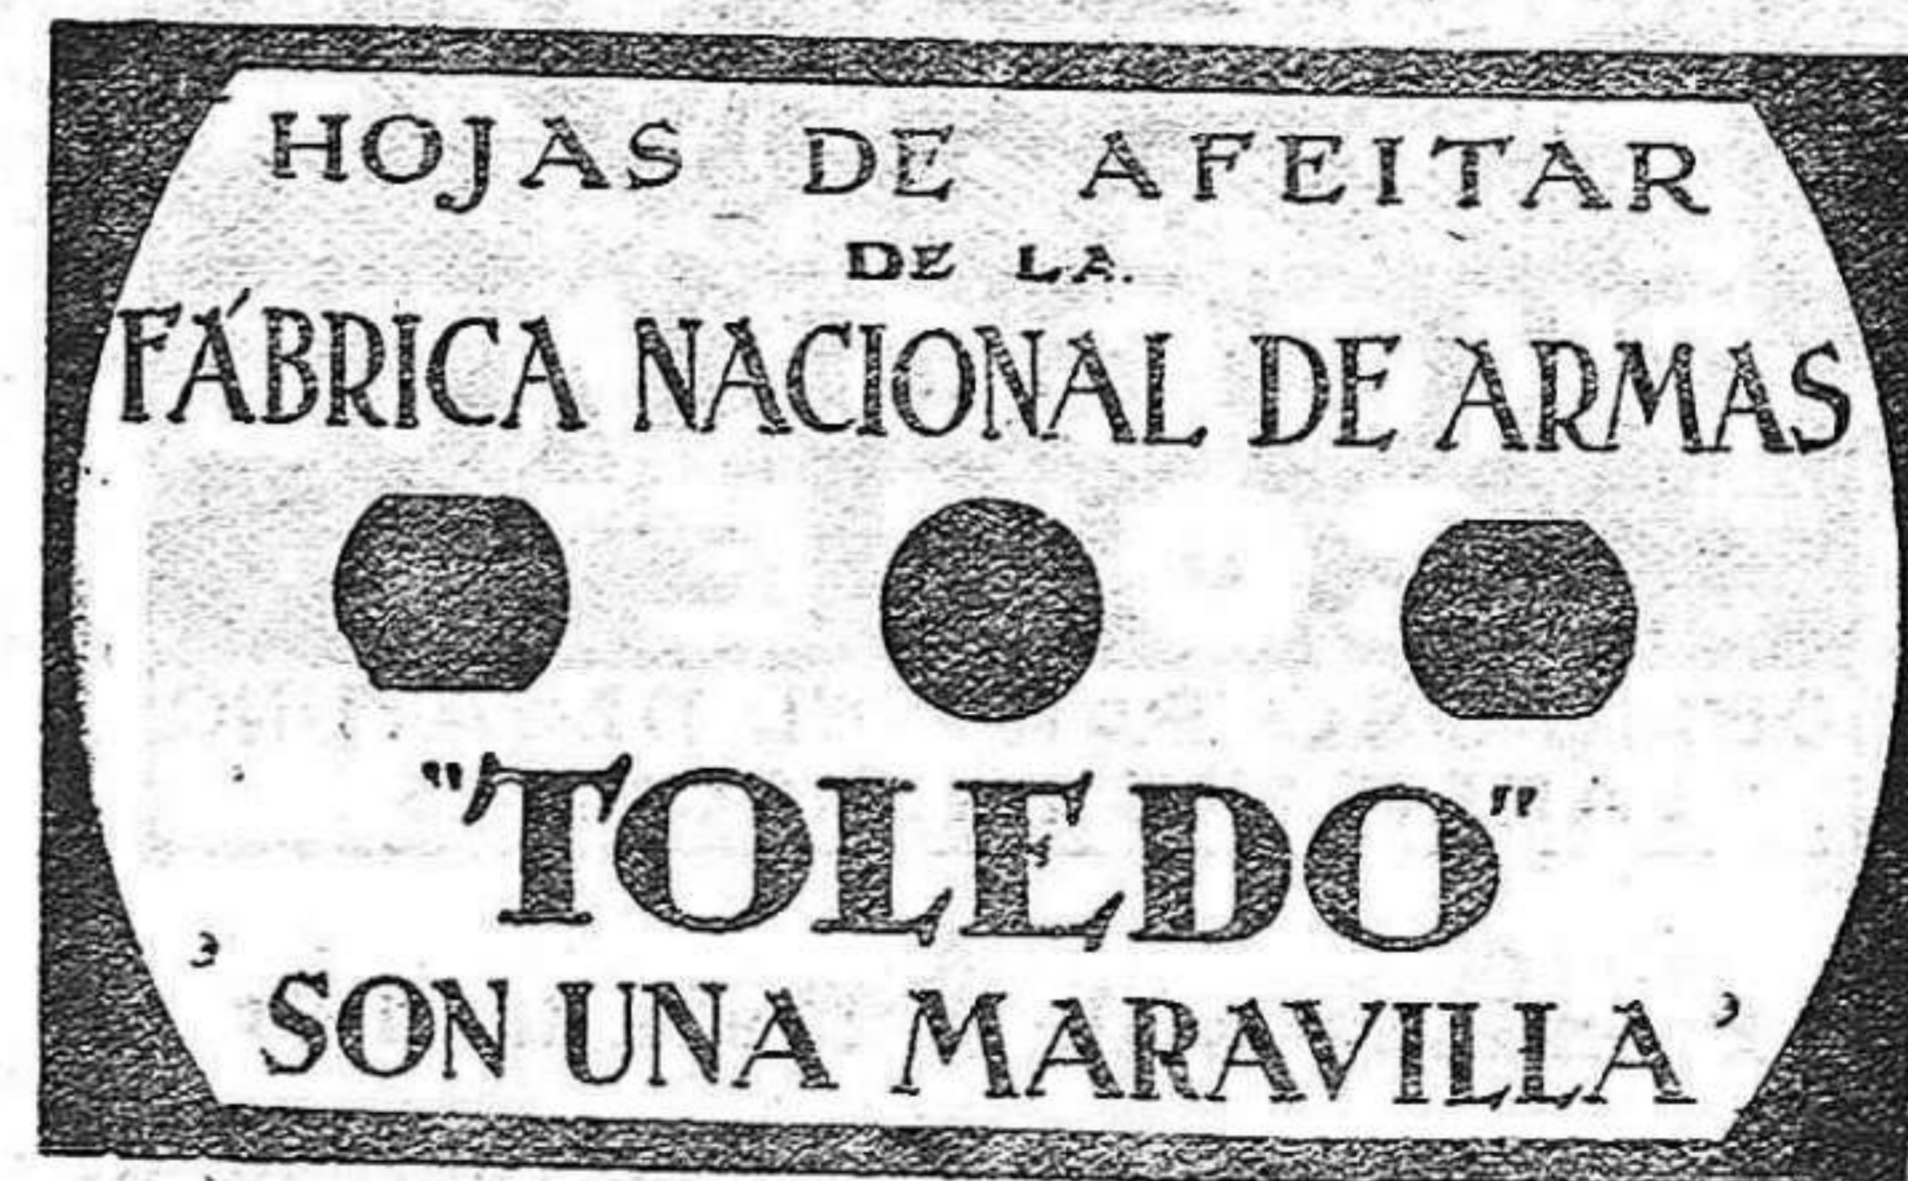 HOJAS DE AFEITAR
DE LA.
FÁBRICA NACIONAL DE ARMAS
"TOLEDO"
’SON UNA MARAVILLA’